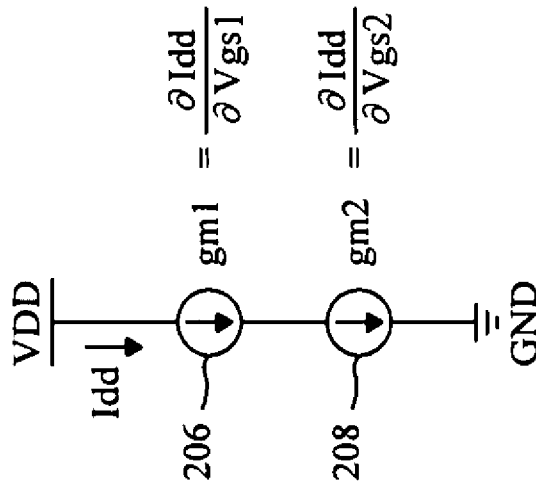 VDD
Idd
206
gm1 = ∂Idd / ∂Vgs1
208
gm2 = ∂Idd / ∂Vgs2
GND